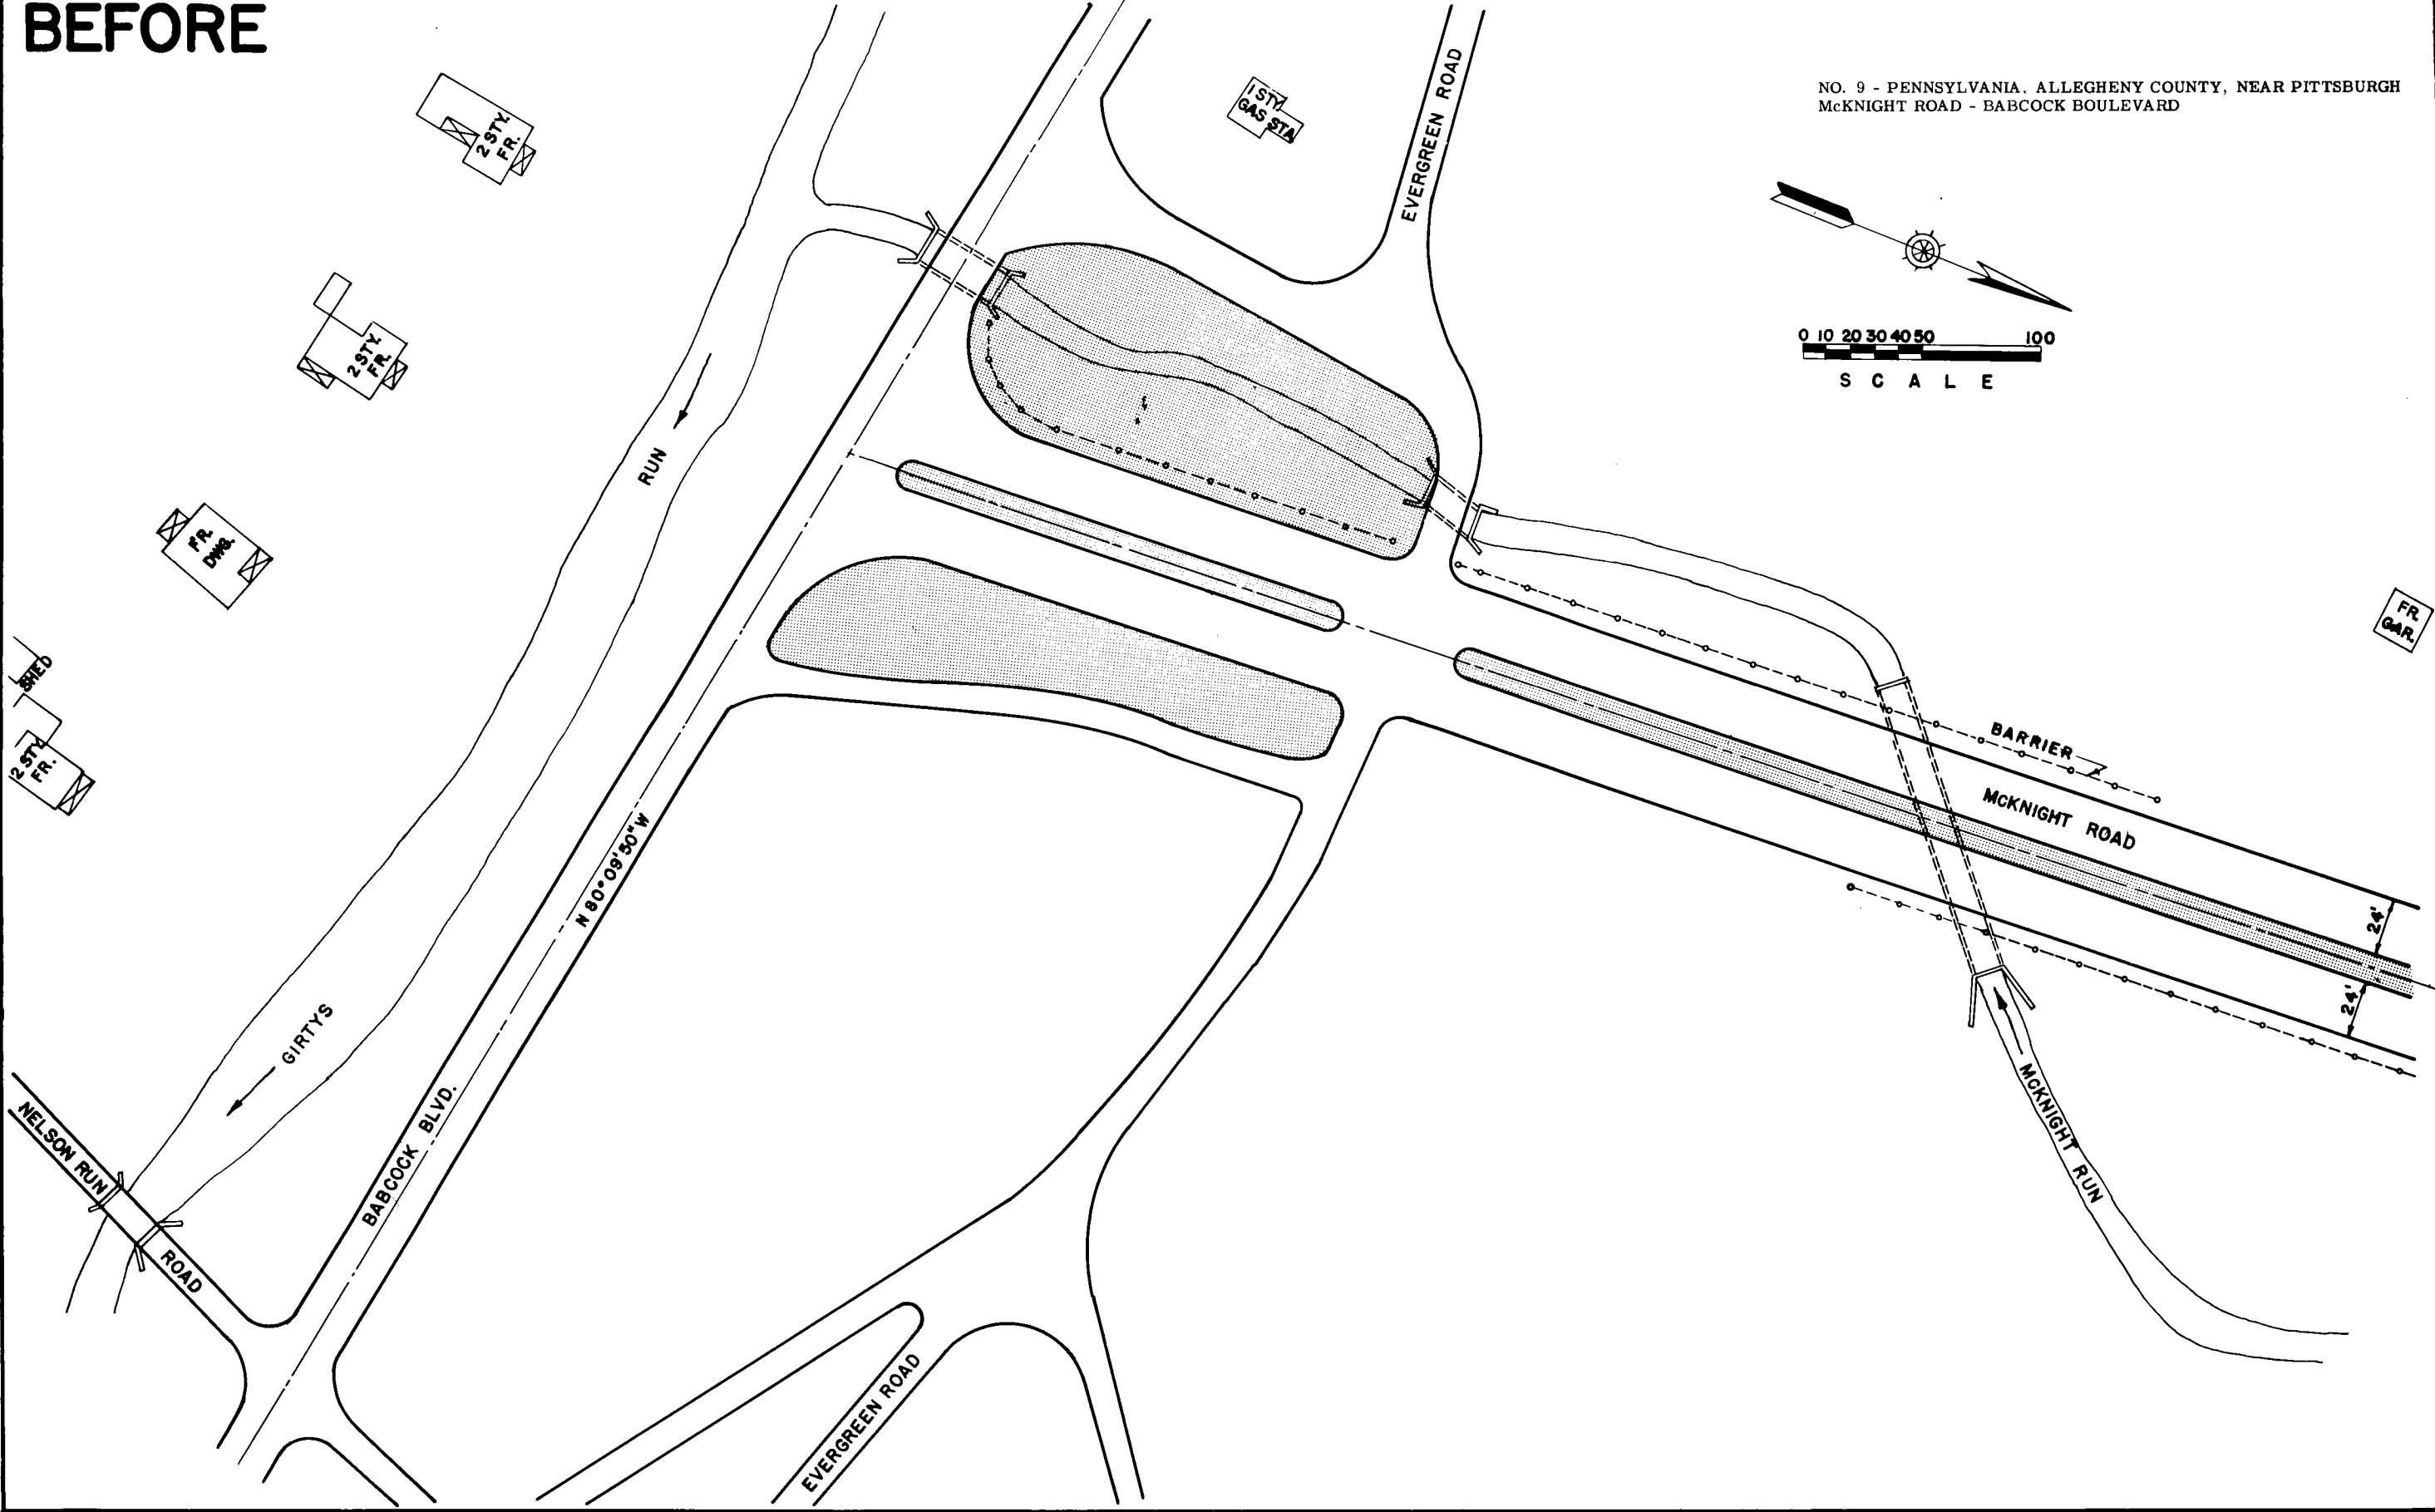 BEFORE
NO. 9 - PENNSYLVANIA, ALLEGHENY COUNTY, NEAR PITTSBURGH
McKNIGHT ROAD - BABCOCK BOULEVARD
2 STY.
FR.
1 STY.
GAS STA.
EVERGREEN ROAD
0 10 20 30 40 50 100
SCALE
2 STY.
FR.
RUN
FR.
DWG.
FR.
GAR.
SHED
2 STY.
FR.
BARRIER
McKNIGHT ROAD
N 80° 09' 50" W
24'
24'
GIRTYS
McKNIGHT RUN
BABCOCK BLVD.
NELSON RUN
ROAD
EVERGREEN ROAD